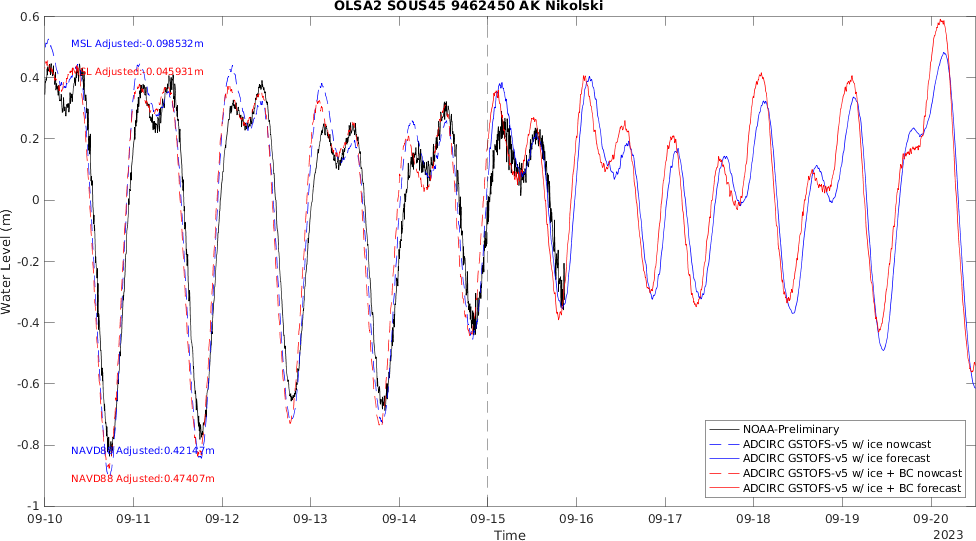 OLSA2 SOUS45 9462450 AK Nikolski
0.6
0.4
0.2
0
-0.2
-0.4
-0.6
-0.8
-1
Water Level (m)
MSL Adjusted:-0.098532m
MSL Adjusted:-0.045931m
NAVD88 Adjusted:0.42147m
NAVD88 Adjusted:0.47407m
NOAA-Preliminary
ADCIRC GSTOFS-v5 w/ ice nowcast
ADCIRC GSTOFS-v5 w/ ice forecast
ADCIRC GSTOFS-v5 w/ ice + BC nowcast
ADCIRC GSTOFS-v5 w/ ice + BC forecast
09-10 09-11 09-12 09-13 09-14 09-15 09-16 09-17 09-18 09-19 09-20
Time 2023